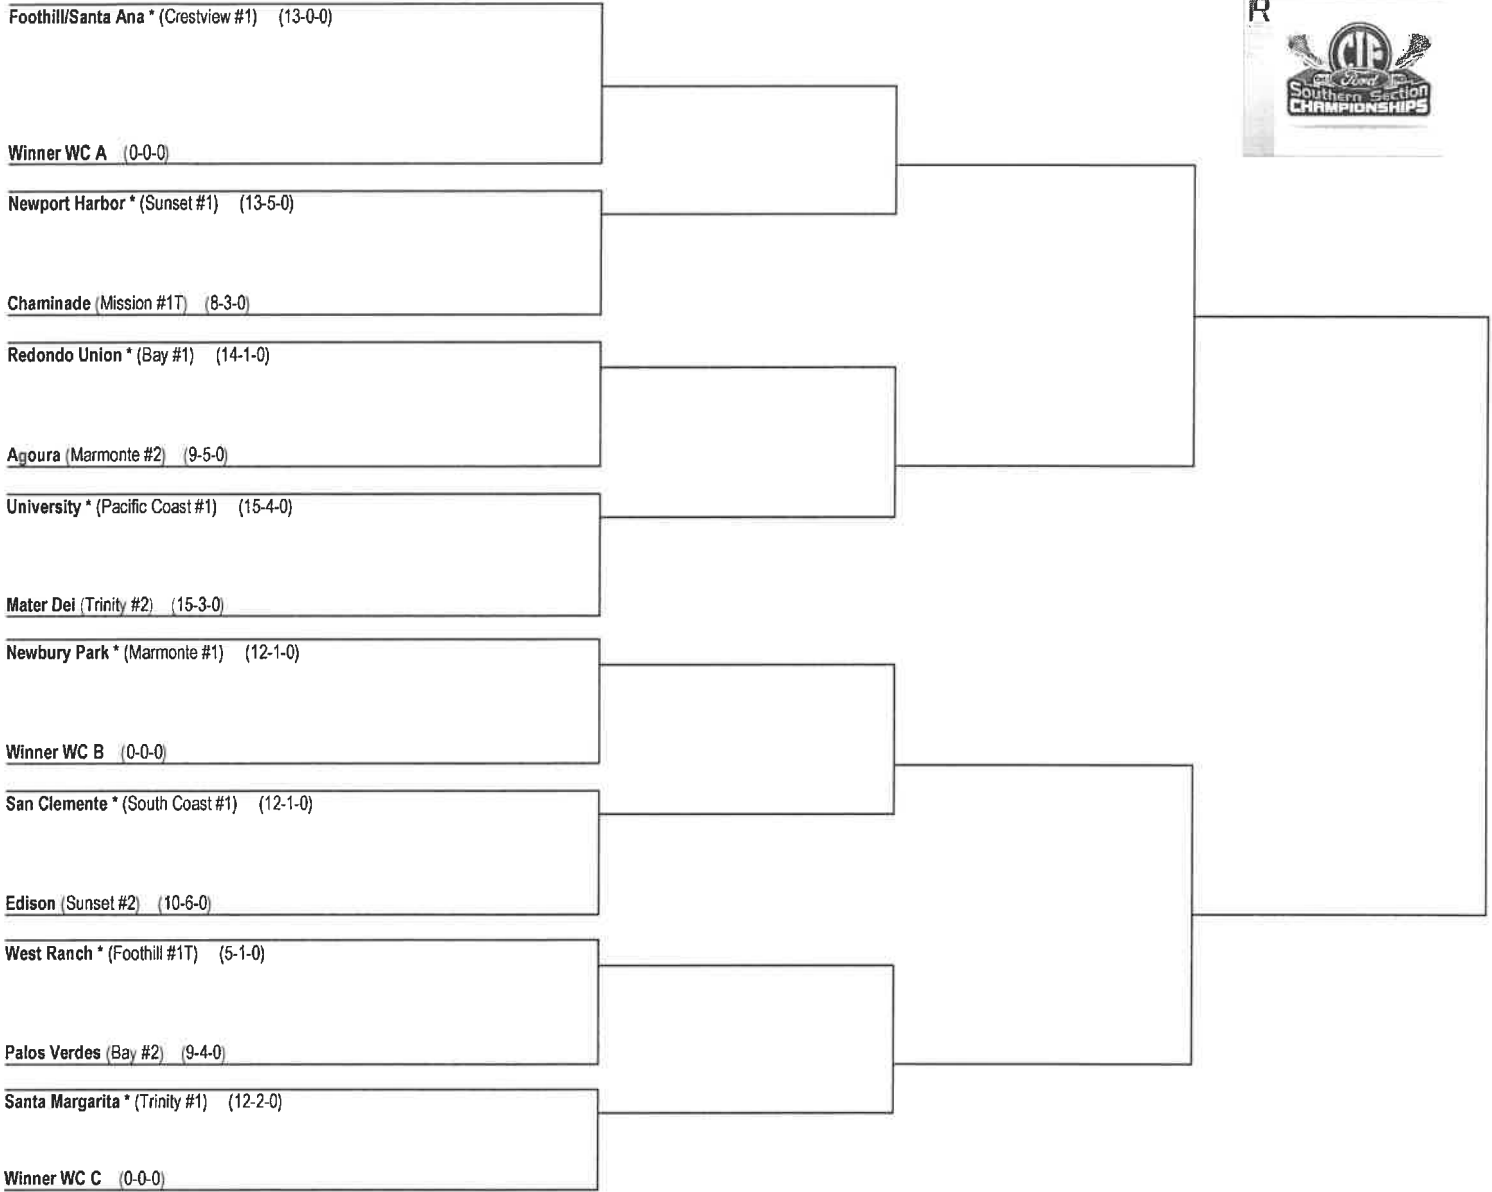 Foothill/Santa Ana * (Crestview #1) (13-0-0)
R
CIF
Ford
Southern Section
CHAMPIONSHIPS
Winner WC A (0-0-0)
Newport Harbor * (Sunset #1) (13-5-0)
Chaminade (Mission #1T) (8-3-0)
Redondo Union * (Bay #1) (14-1-0)
Agoura (Marmonte #2) (9-5-0)
University * (Pacific Coast #1) (15-4-0)
Mater Dei (Trinity #2) (15-3-0)
Newbury Park * (Marmonte #1) (12-1-0)
Winner WC B (0-0-0)
San Clemente * (South Coast #1) (12-1-0)
Edison (Sunset #2) (10-6-0)
West Ranch * (Foothill #1T) (5-1-0)
Palos Verdes (Bay #2) (9-4-0)
Santa Margarita * (Trinity #1) (12-2-0)
Winner WC C (0-0-0)